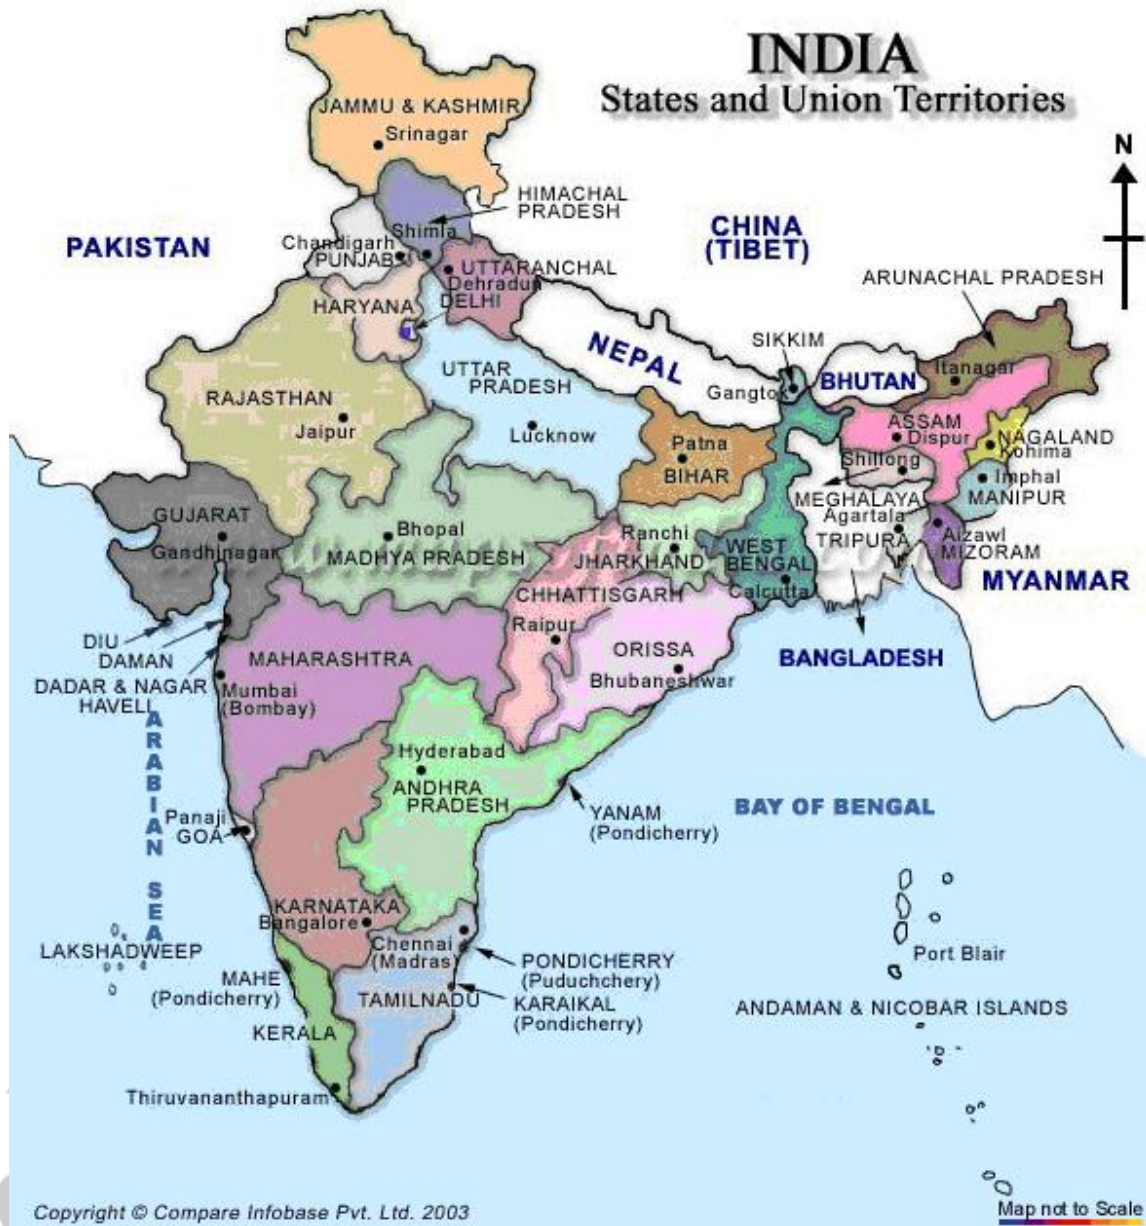 INDIA
States and Union Territories
N
JAMMU & KASHMIR
Srinagar
HIMACHAL
PRADESH
PAKISTAN
CHINA
(TIBET)
Shimla
Chandigarh
PUNJAB
UTTARANCHAL
Dehradun
DELHI
HARYANA
ARUNACHAL PRADESH
NEPAL
SIKKIM
Gangtok
BHUTAN
Itanagar
UTTAR
PRADESH
RAJASTHAN
Jaipur
Lucknow
Patna
BIHAR
ASSAM
Dispur
NAGALAND
Kohima
Shillong
MEGHALAYA
Imphal
MANIPUR
Agartala
TRIPURA
Aizawl
MIZORAM
MYANMAR
GUJARAT
Gandhinagar
Bhopal
MADHYA PRADESH
Ranchi
JHARKHAND
WEST
BENGAL
Calcutta
CHHATTISGARH
Raipur
ORISSA
Bhubaneshwar
BANGLADESH
DIU
DAMAN
DADAR & NAGAR
HAVELI
MAHARASHTRA
Mumbai
(Bombay)
ARABIAN SEA
Hyderabad
ANDHRA
PRADESH
YANAM
(Pondicherry)
BAY OF BENGAL
Panaji
GOA
KARNATAKA
Bangalore
Chennai
(Madras)
PONDICHERRY
(Puduchchery)
KARAIKAL
(Pondicherry)
LAKSHADWEEP
MAHE
(Pondicherry)
TAMILNADU
KERALA
Thiruvananthapuram
Port Blair
ANDAMAN & NICOBAR ISLANDS
Copyright © Compare Infobase Pvt. Ltd. 2003
Map not to Scale